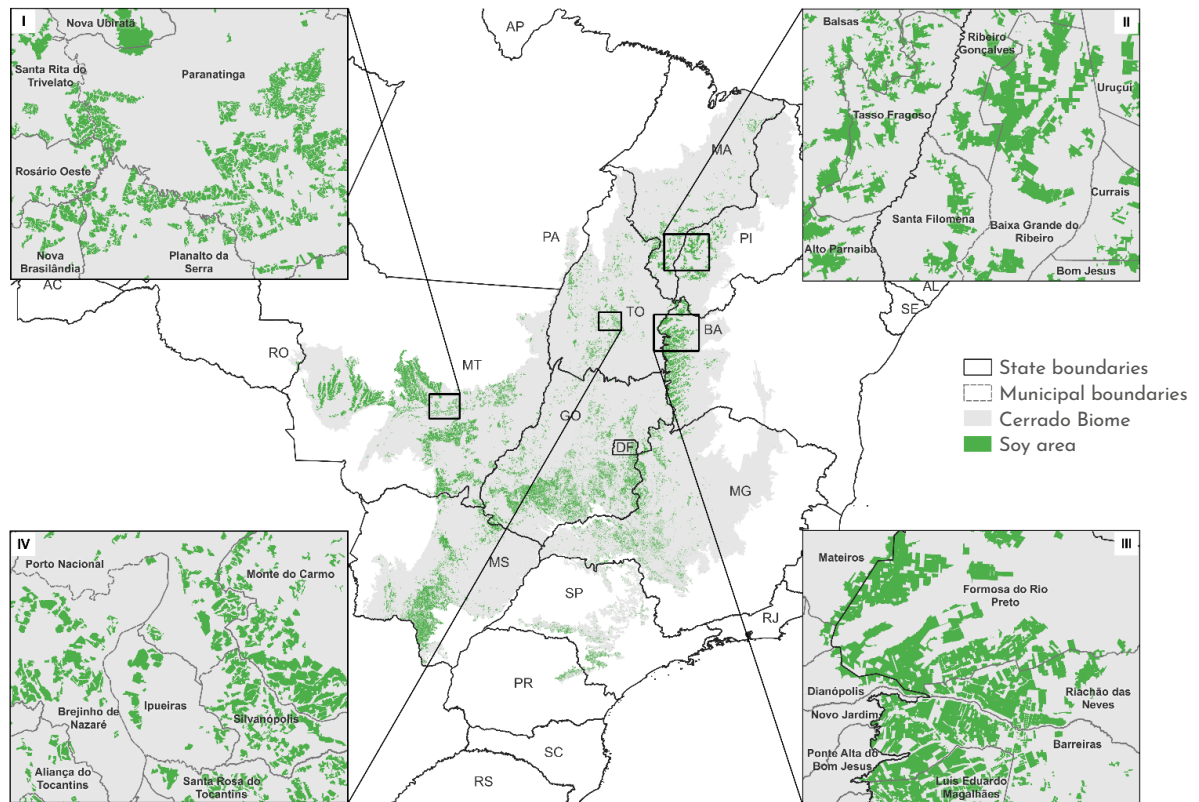 I
Nova Ubiratã
Santa Rita do
Trivelato
Paranatinga
Rosário Oeste
Nova
Brasilândia
Planalto da
Serra
II
Balsas
Ribeiro
Gonçalves
Uruçuí
Tasso Fragoso
Currais
Santa Filomena
Baixa Grande do
Ribeiro
Alto Parnaíba
Bom Jesus
AP
MA
PA
PI
TO
BA
AC
RO
MT
AL
SE
GO
DF
MG
MS
SP
RJ
PR
SC
RS
State boundaries
Municipal boundaries
Cerrado Biome
Soy area
IV
Porto Nacional
Monte do Carmo
Brejinho de
Nazaré
Ipueiras
Silvanópolis
Aliança do
Tocantins
Santa Rosa do
Tocantins
III
Mateiros
Formosa do Rio
Preto
Dianópolis
Riachão das
Neves
Novo Jardim
Barreiras
Ponte Alta do
Bom Jesus
Luís Eduardo
Magalhães